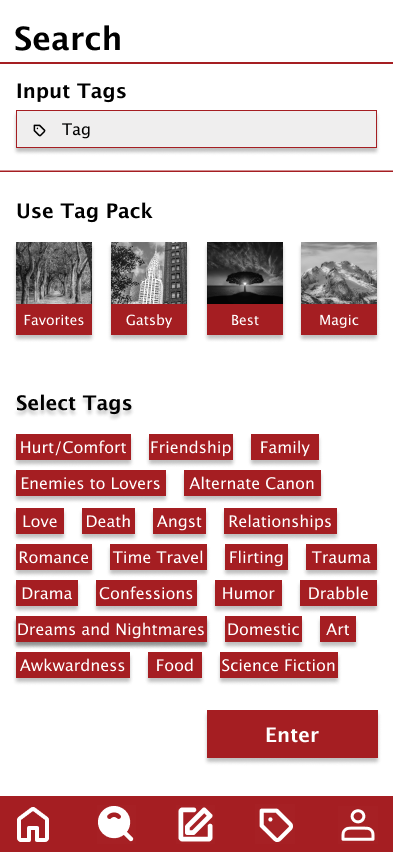 Search
Input Tags
Tag
Use Tag Pack
Favorites Gatsby Best Magic
Select Tags
Hurt/Comfort Friendship Family
Enemies to Lovers Alternate Canon
Love Death Angst Relationships
Romance Time Travel Flirting Trauma
Drama Confessions Humor Drabble
Dreams and Nightmares Domestic Art
Awkwardness Food Science Fiction
Enter